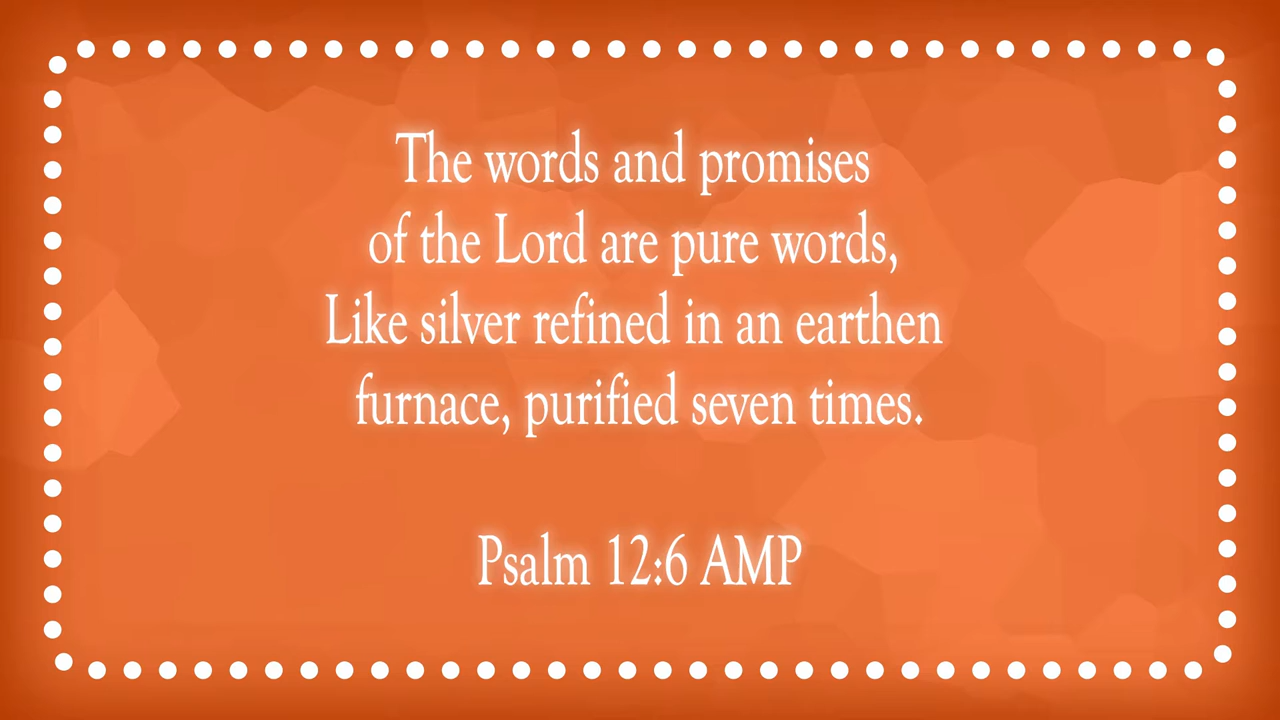 The words and promises
of the Lord are pure words,
Like silver refined in an earthen
furnace, purified seven times.
Psalm 12:6 AMP